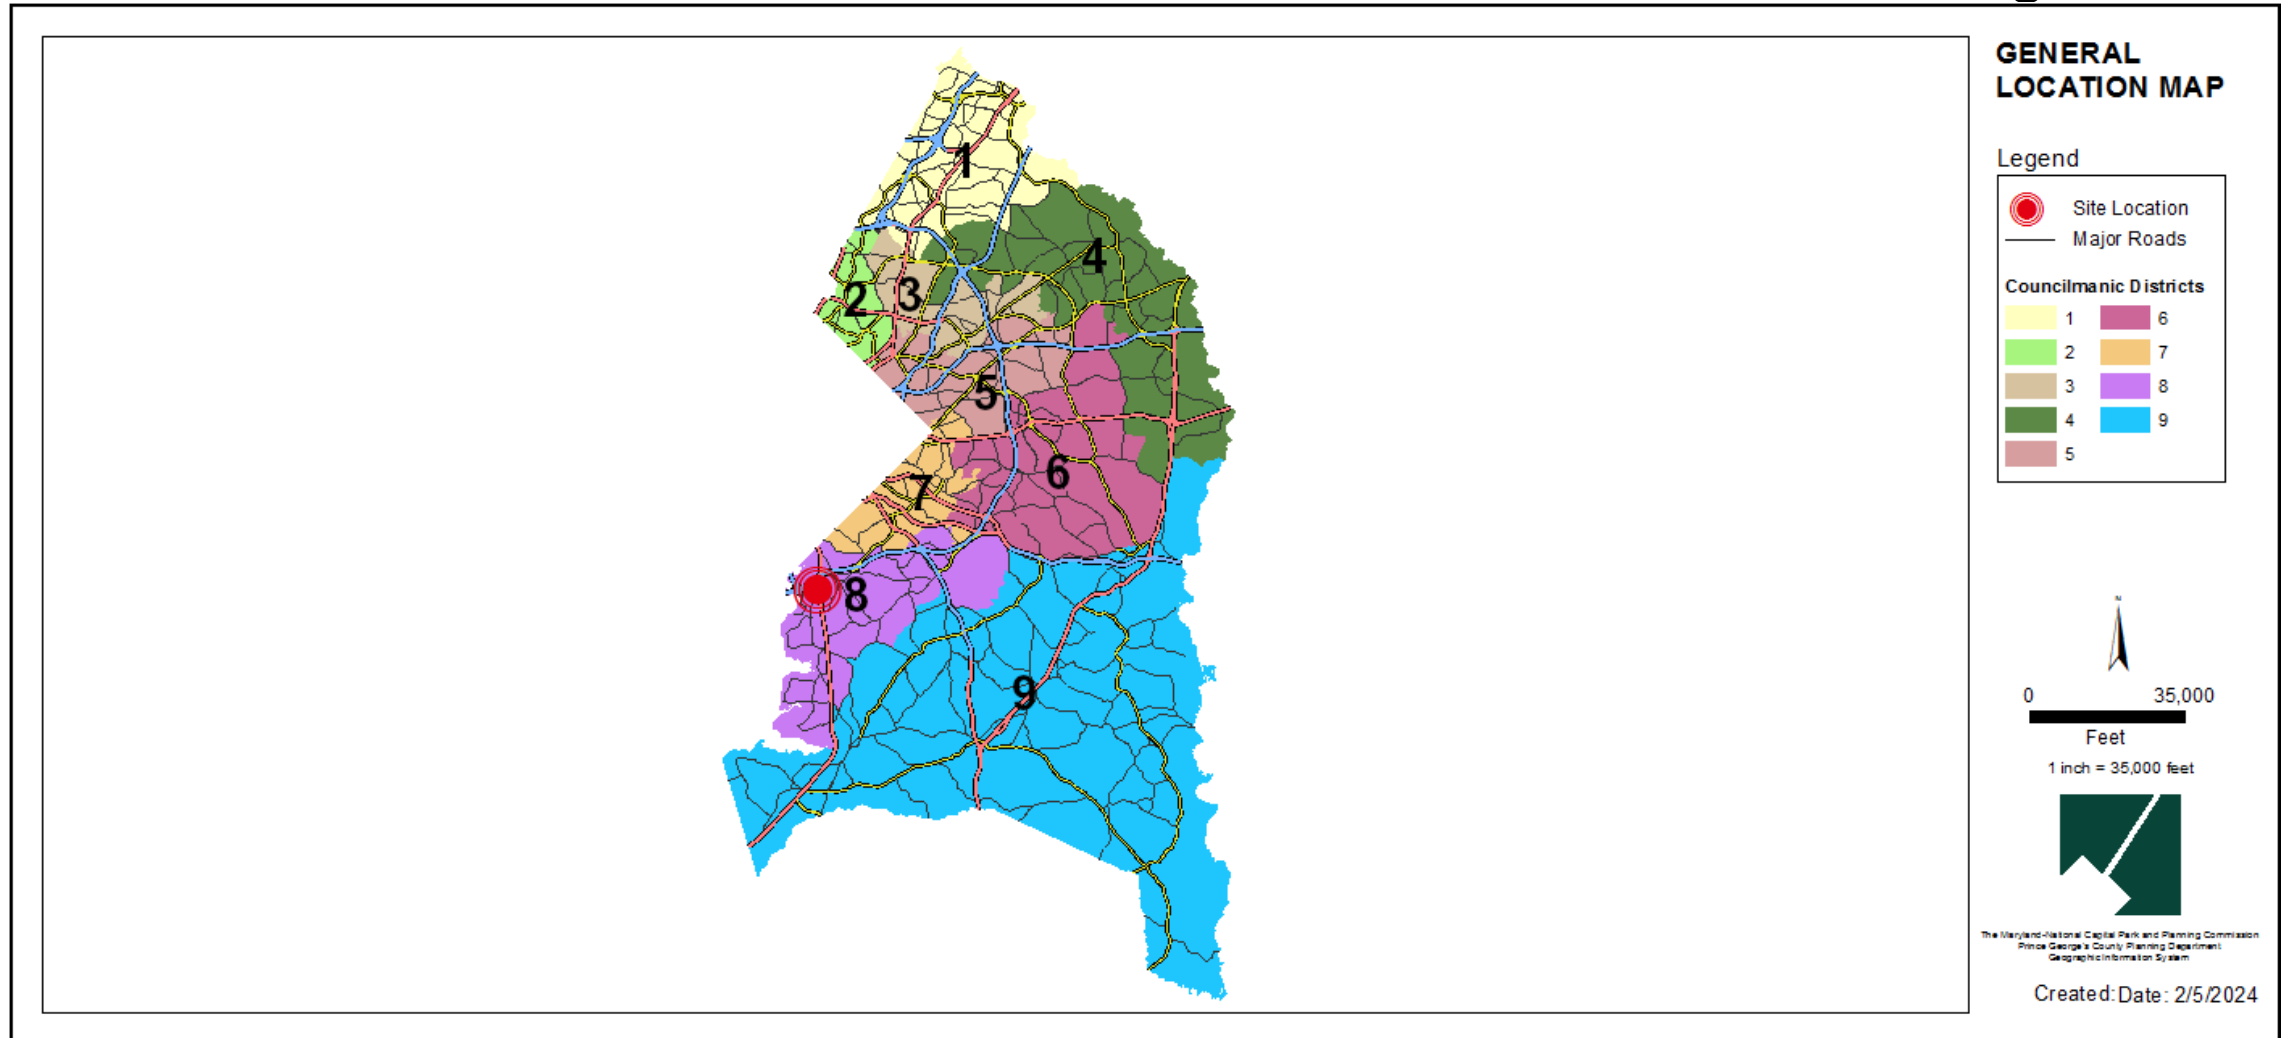 GENERAL
LOCATION MAP
Legend
Site Location
Major Roads
Councilmanic Districts
1 6
2 7
3 8
4 9
5
1
4
2
3
5
6
7
8
9
N
0 35,000
Feet
1 inch = 35,000 feet
The Maryland-National Capital Park and Planning Commission
Prince George's County Planning Department
Geographic Information System
Created: Date: 2/5/2024